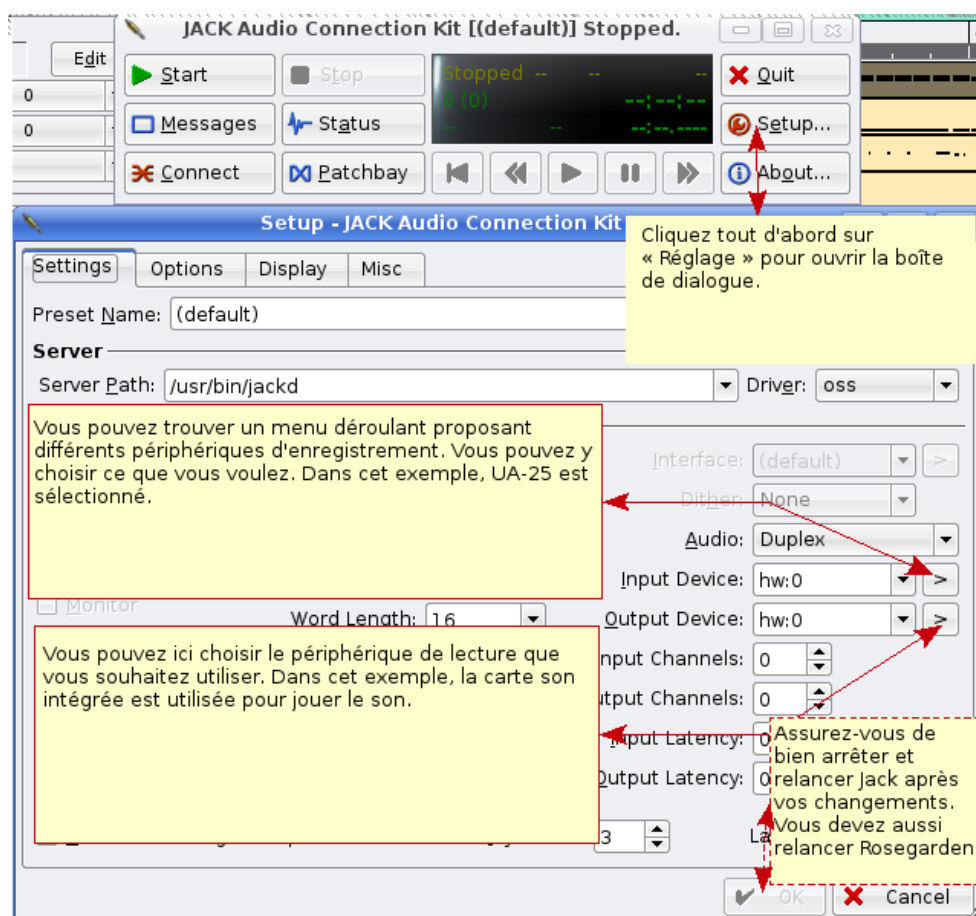 JACK Audio Connection Kit [(default)] Stopped.
Edit
Start
Stop
Stopped -- -- --
Quit
0
0 (0)
--:--:--
Messages
Status
-- -- --:--.----
Setup...
0
Connect
Patchbay
About...
Setup - JACK Audio Connection Kit
Cliquez tout d'abord sur
« Réglage » pour ouvrir la boîte
de dialogue.
Settings
Options
Display
Misc
Preset Name: (default)
Server
Server Path: /usr/bin/jackd
Driver: oss
Vous pouvez trouver un menu déroulant proposant
différents périphériques d'enregistrement. Vous pouvez y
choisir ce que vous voulez. Dans cet exemple, UA-25 est
sélectionné.
Interface: (default) >
Dither: None
Audio: Duplex
Input Device: hw:0 >
Monitor
Word Length: 16
Output Device: hw:0 >
Vous pouvez ici choisir le périphérique de lecture que
vous souhaitez utiliser. Dans cet exemple, la carte son
intégrée est utilisée pour jouer le son.
nput Channels: 0
utput Channels: 0
Input Latency: 0
Output Latency: 0
Assurez-vous de
bien arrêter et
relancer Jack après
vos changements.
Vous devez aussi
relancer Rosegarden
3
La
OK
Cancel